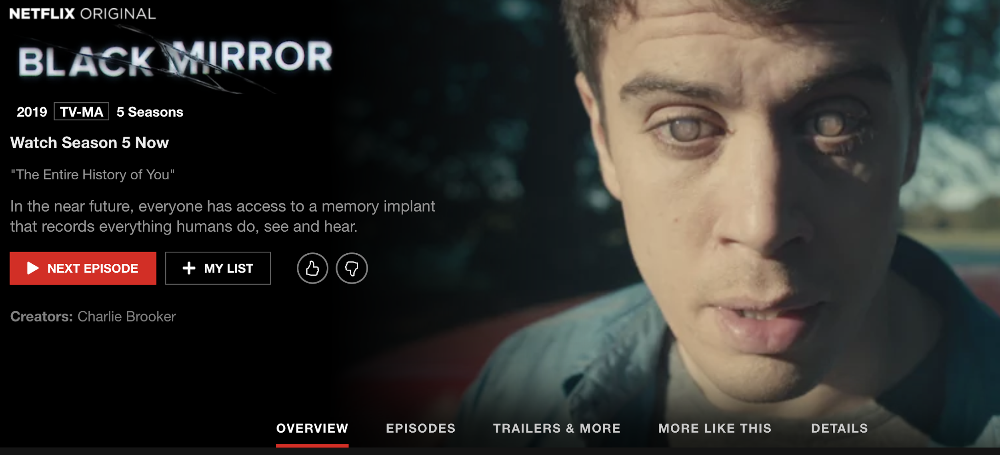 NETFLIX ORIGINAL
BLACK MIRROR
2019 TV-MA 5 Seasons
Watch Season 5 Now
"The Entire History of You"
In the near future, everyone has access to a memory implant
that records everything humans do, see and hear.
NEXT EPISODE MY LIST
Creators: Charlie Brooker
OVERVIEW EPISODES TRAILERS & MORE MORE LIKE THIS DETAILS